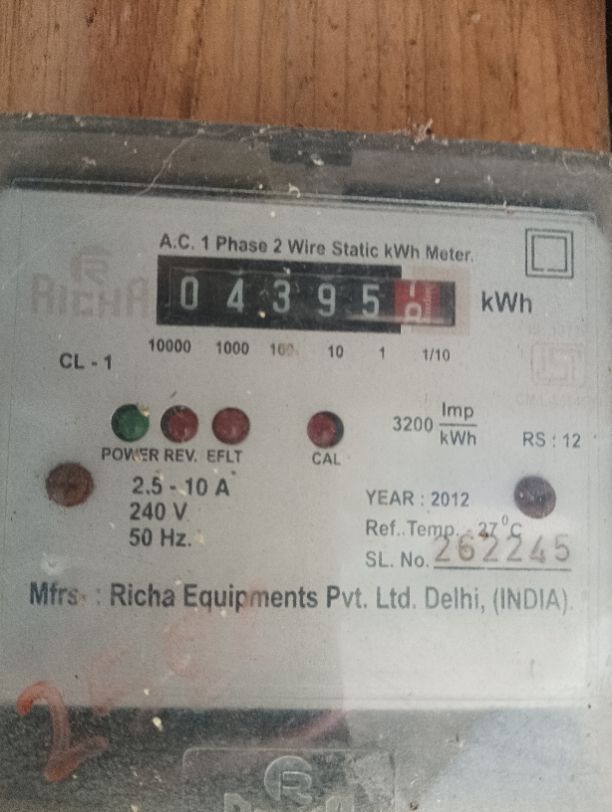 A.C. 1 Phase 2 Wire Static kWh Meter.
RICHA
0 4 3 9 5 kWh
10000 1000 100 10 1 1/10
CL - 1
3200 Imp/kWh
RS : 12
POWER REV. EFLT CAL
2.5 - 10 A
240 V
50 Hz.
YEAR : 2012
Ref. Temp. - 27°C
SL. No. 262245
Mfrs. : Richa Equipments Pvt. Ltd. Delhi, (INDIA).
R